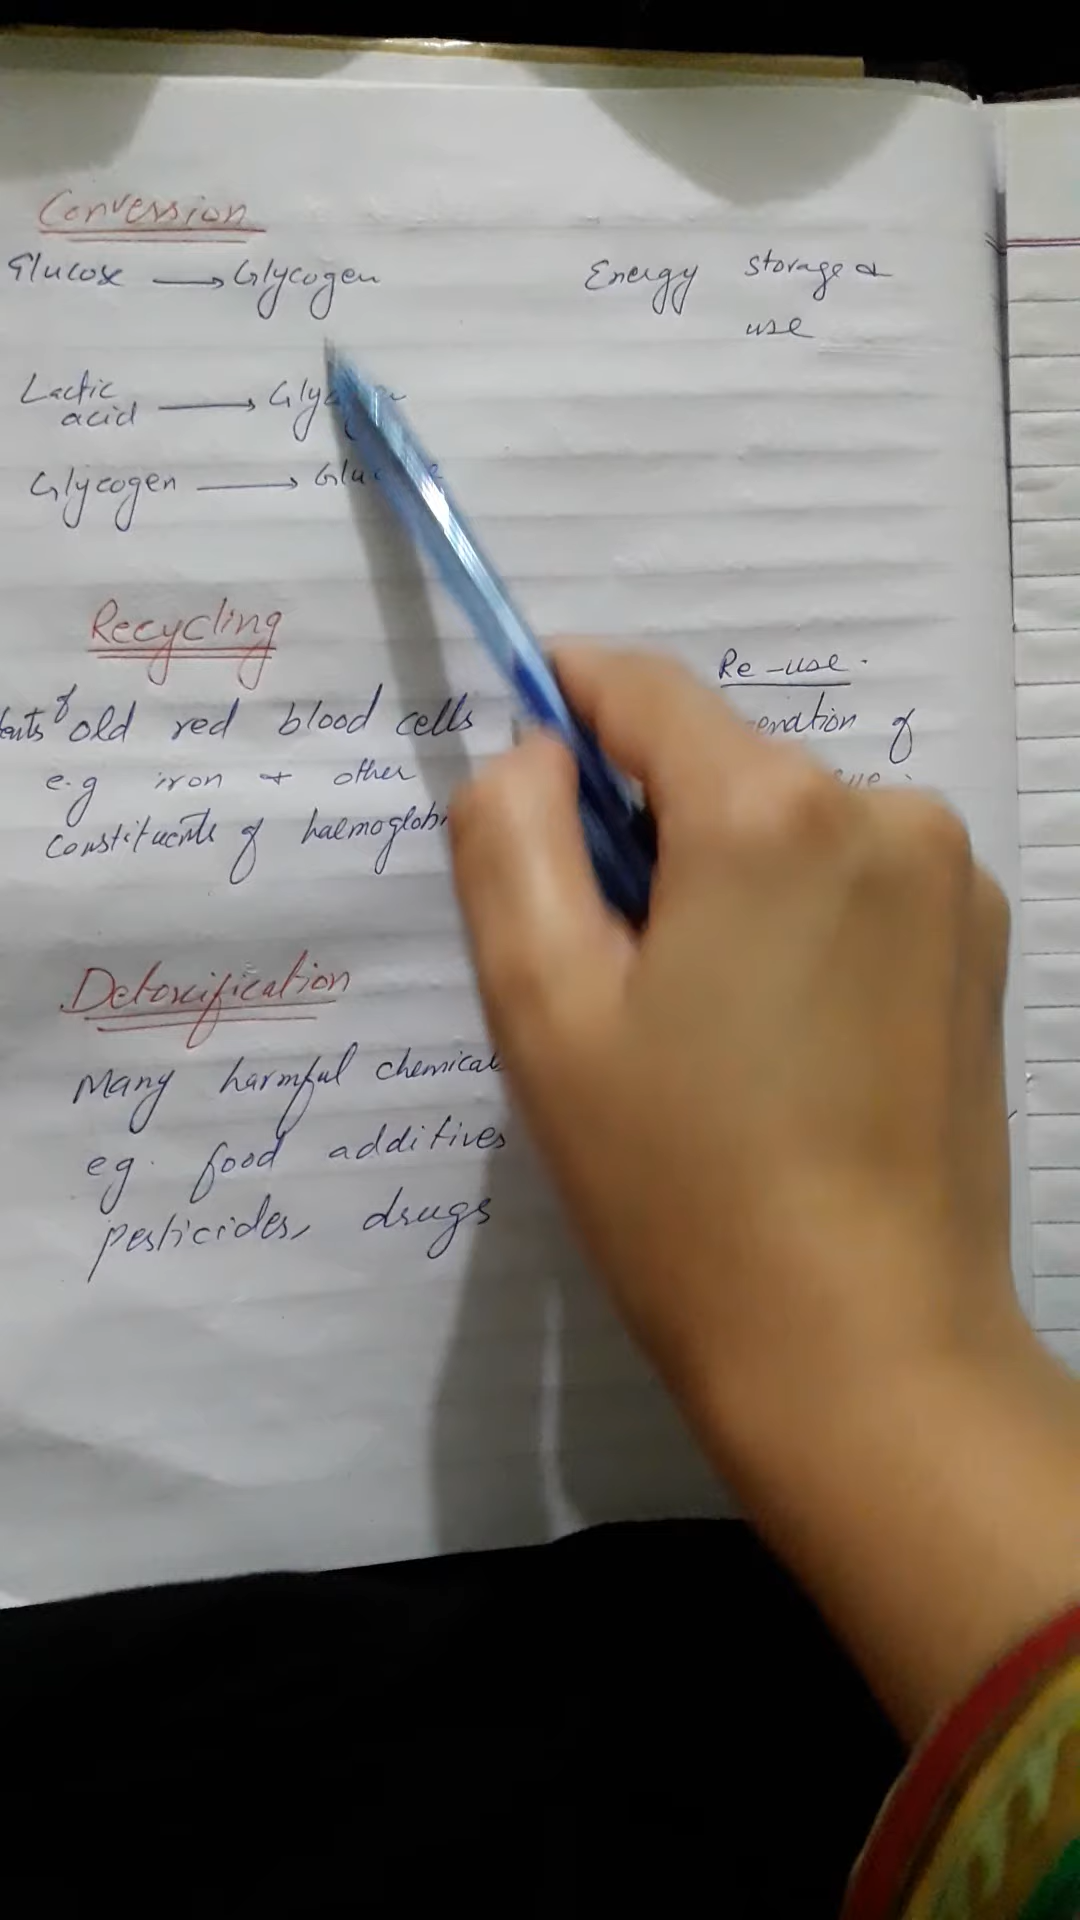 Conversion
Glucose → Glycogen Energy storage &
use
Lactic
acid →
Glycogen →
Recycling
Re-use.
of old red blood cells of
e.g iron + other
constituents of
Detoxification
Many harmful
eg. food additives
pesticides, drugs